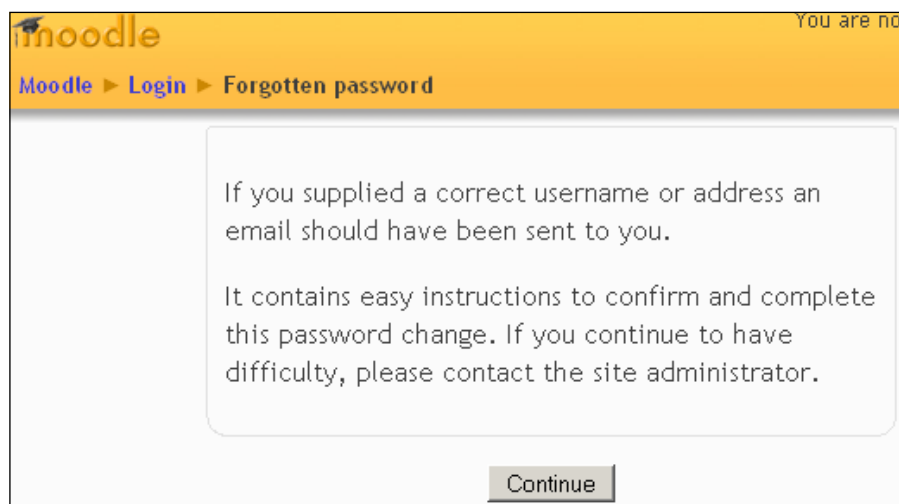 moodle
You are no
Moodle ► Login ► Forgotten password
If you supplied a correct username or address an
email should have been sent to you.
It contains easy instructions to confirm and complete
this password change. If you continue to have
difficulty, please contact the site administrator.
Continue